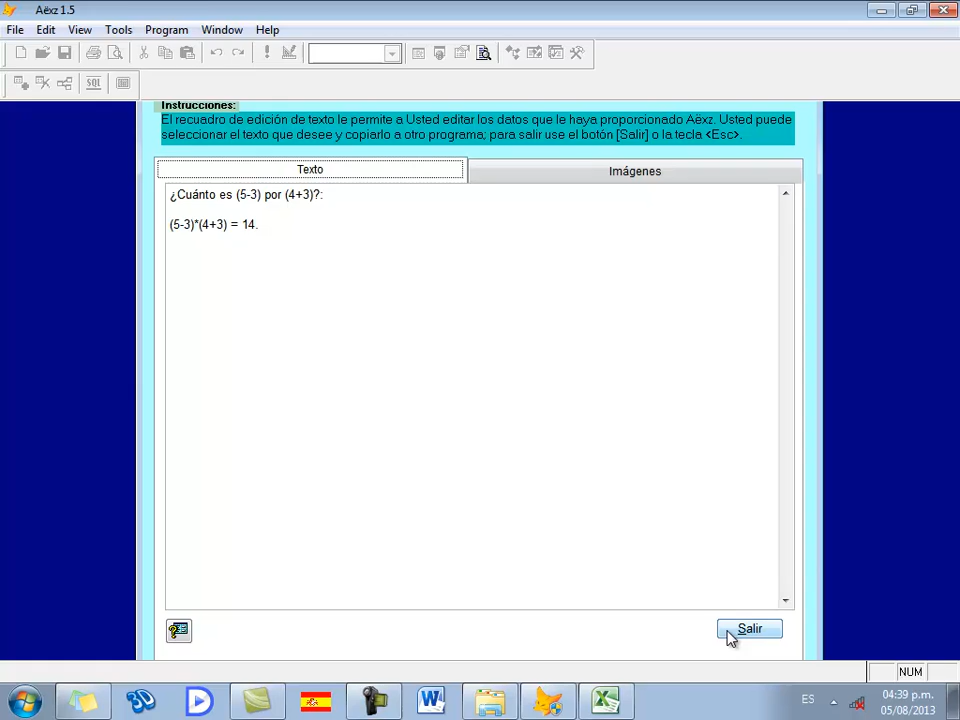 Aëxz 1.5
File Edit View Tools Program Window Help
SQL
Instrucciones:
El recuadro de edición de texto le permite a Usted editar los datos que le haya proporcionado Aëxz. Usted puede
seleccionar el texto que desee y copiarlo a otro programa; para salir use el botón [Salir] o la tecla <Esc>.
Texto Imágenes
¿Cuánto es (5-3) por (4+3)?:
(5-3)*(4+3) = 14.
Salir
NUM
3D
ES
04:39 p.m.
05/08/2013